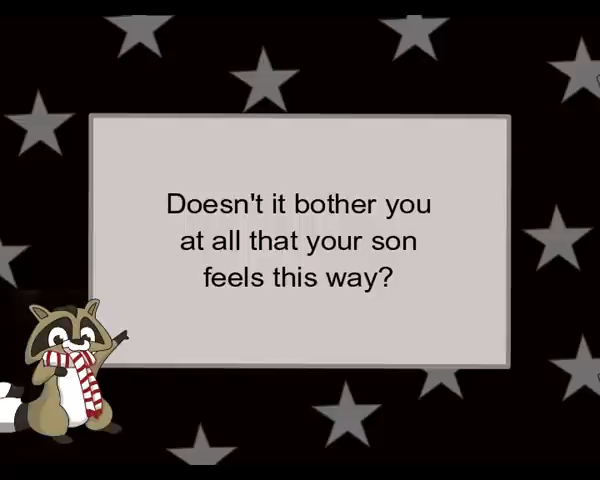 Doesn't it bother you
at all that your son
feels this way?